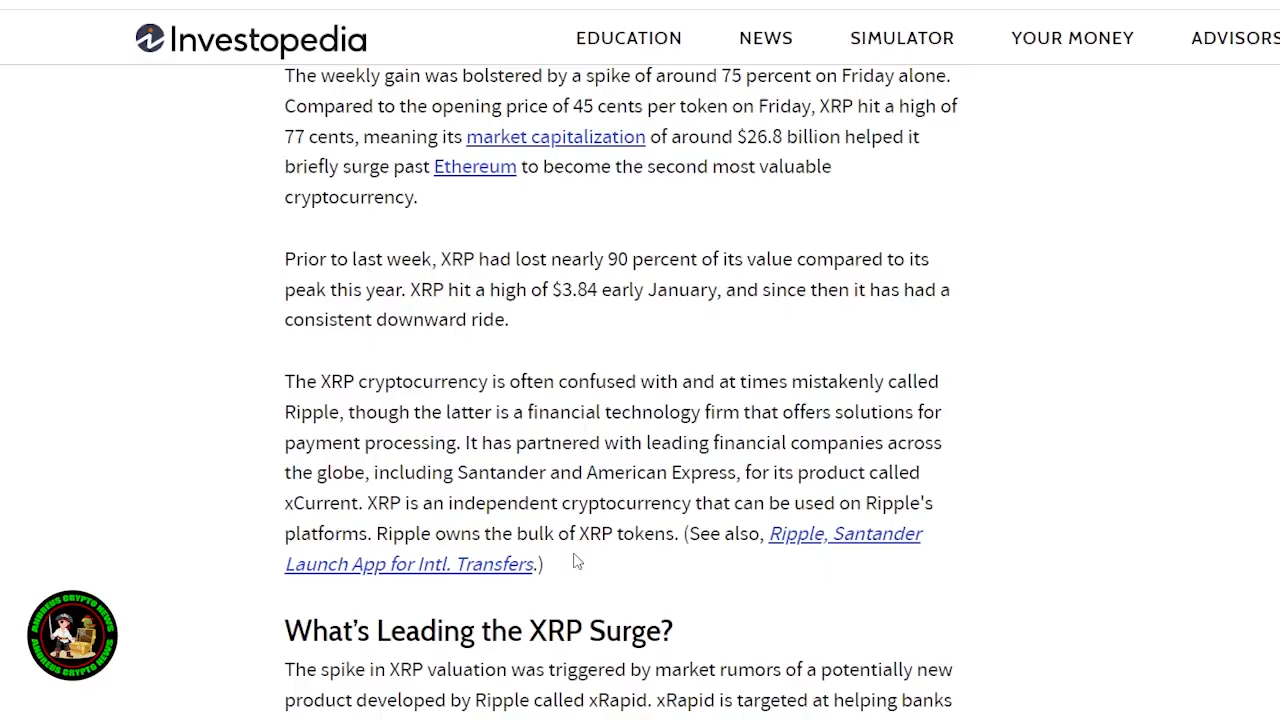 Investopedia
EDUCATION NEWS SIMULATOR YOUR MONEY ADVISORS
The weekly gain was bolstered by a spike of around 75 percent on Friday alone.
Compared to the opening price of 45 cents per token on Friday, XRP hit a high of
77 cents, meaning its market capitalization of around $26.8 billion helped it
briefly surge past Ethereum to become the second most valuable
cryptocurrency.
Prior to last week, XRP had lost nearly 90 percent of its value compared to its
peak this year. XRP hit a high of $3.84 early January, and since then it has had a
consistent downward ride.
The XRP cryptocurrency is often confused with and at times mistakenly called
Ripple, though the latter is a financial technology firm that offers solutions for
payment processing. It has partnered with leading financial companies across
the globe, including Santander and American Express, for its product called
xCurrent. XRP is an independent cryptocurrency that can be used on Ripple's
platforms. Ripple owns the bulk of XRP tokens. (See also, Ripple, Santander
Launch App for Intl. Transfers.)
What's Leading the XRP Surge?
The spike in XRP valuation was triggered by market rumors of a potentially new
product developed by Ripple called xRapid. xRapid is targeted at helping banks
ANDREUS CRYPTO NEWS
ANDREUS CRYPTO NEWS